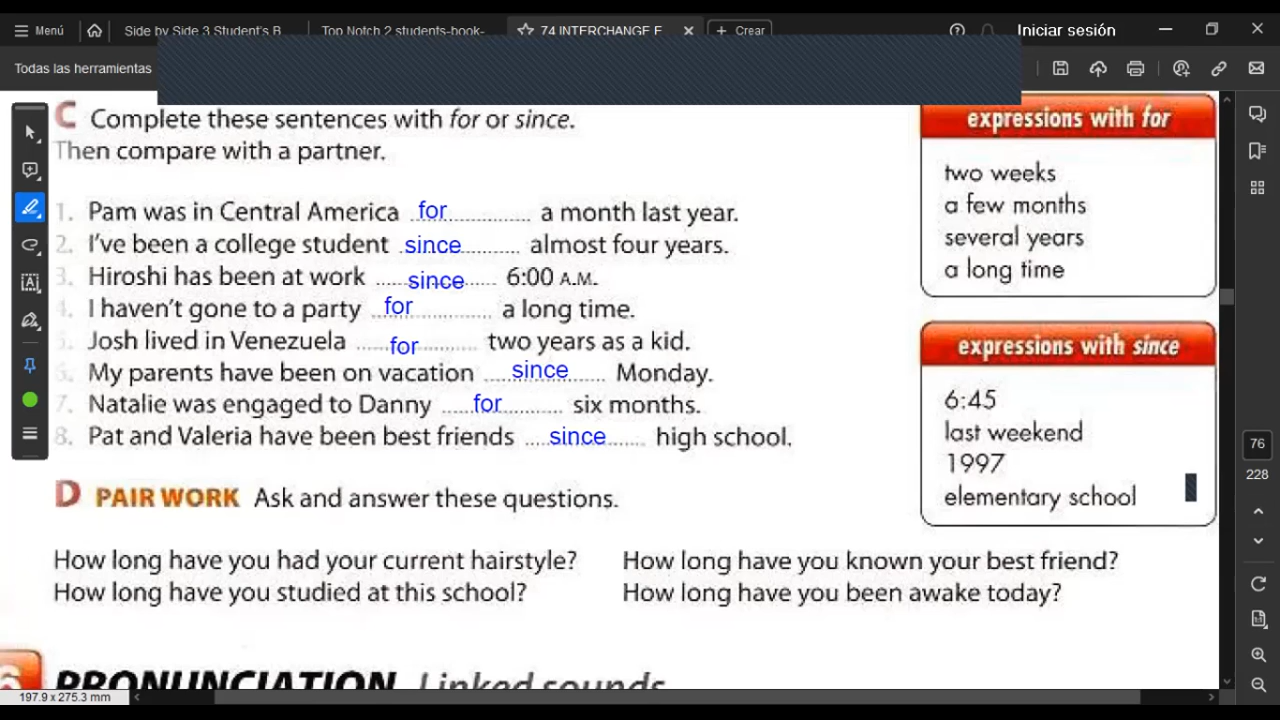 Menú
Side by Side 3 Student's B
Top Notch 2 students-book-
74 INTERCHANGE F
+ Crear
Iniciar sesión
Todas las herramientas
C Complete these sentences with for or since.
Then compare with a partner.
1. Pam was in Central America for a month last year.
2. I've been a college student since almost four years.
3. Hiroshi has been at work since 6:00 A.M.
4. I haven't gone to a party for a long time.
5. Josh lived in Venezuela for two years as a kid.
6. My parents have been on vacation since Monday.
7. Natalie was engaged to Danny for six months.
8. Pat and Valeria have been best friends since high school.
expressions with for
two weeks
a few months
several years
a long time
expressions with since
6:45
last weekend
1997
elementary school
D PAIR WORK Ask and answer these questions.
How long have you had your current hairstyle?
How long have you studied at this school?
How long have you known your best friend?
How long have you been awake today?
6 PRONUNCIATION Linked sounds
197.9 x 275.3 mm
76
228